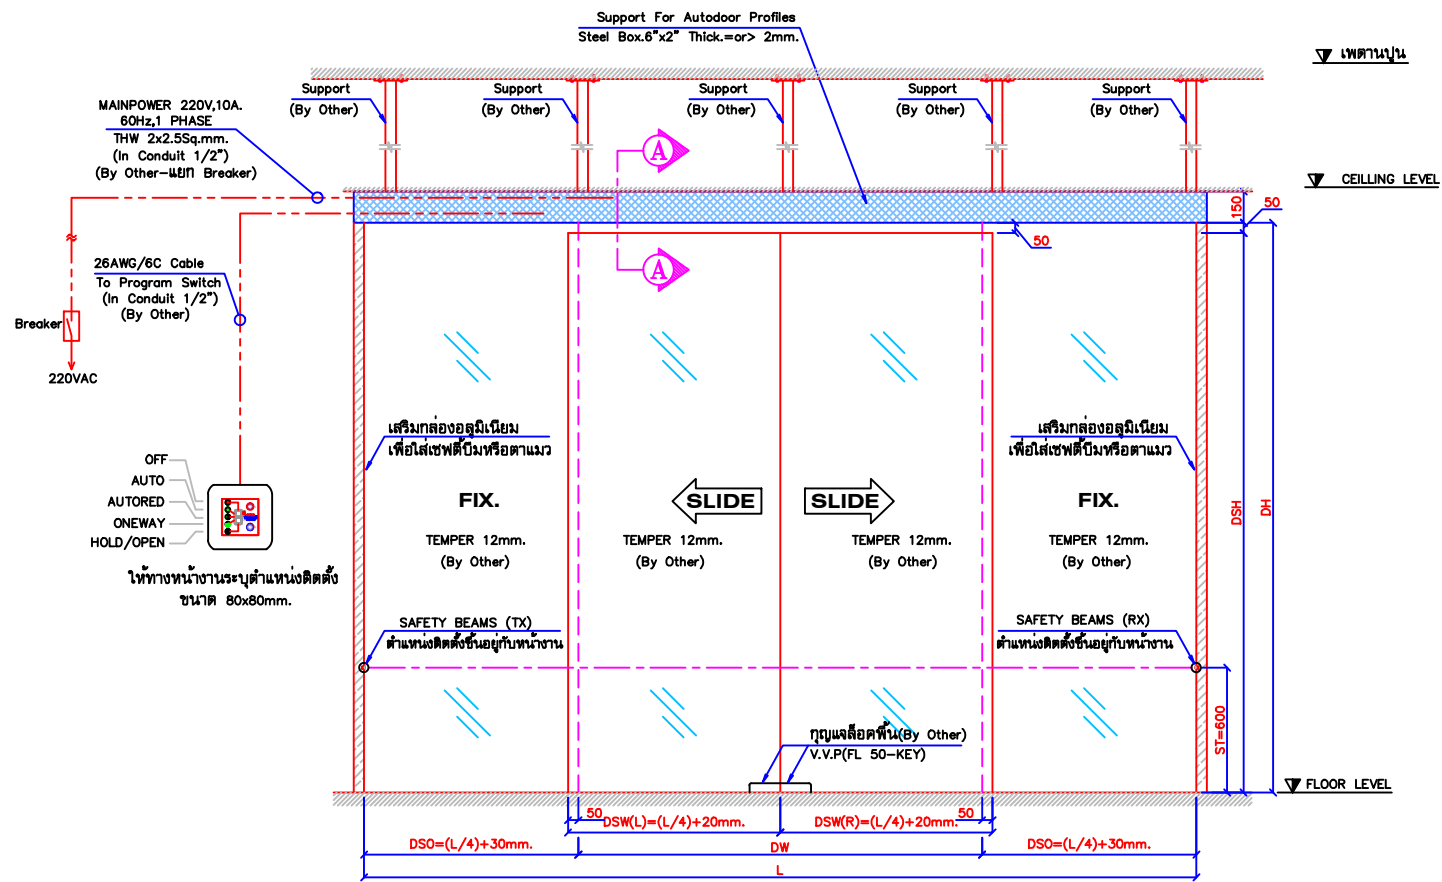 Support For Autodoor Profiles
Steel Box.6"x2" Thick.=or> 2mm.
เพดานปูน
Support
(By Other)
Support
(By Other)
Support
(By Other)
Support
(By Other)
Support
(By Other)
MAINPOWER 220V,10A.
60Hz,1 PHASE
THW 2x2.5Sq.mm.
(In Conduit 1/2")
(By Other-แยก Breaker)
A
CEILLING LEVEL
150
50
50
A
26AWG/6C Cable
To Program Switch
(In Conduit 1/2")
(By Other)
Breaker
220VAC
เสริมกล่องอลูมิเนียม
เพื่อใส่เซฟตี้บีมหรือตาแมว
เสริมกล่องอลูมิเนียม
เพื่อใส่เซฟตี้บีมหรือตาแมว
OFF
AUTO
AUTORED
ONEWAY
HOLD/OPEN
FIX.
SLIDE
SLIDE
FIX.
DSH
DH
TEMPER 12mm.
(By Other)
TEMPER 12mm.
(By Other)
TEMPER 12mm.
(By Other)
TEMPER 12mm.
(By Other)
ให้ทางหน้างานระบุตำแหน่งติดตั้ง
ขนาด 80x80mm.
SAFETY BEAMS (TX)
ตำแหน่งติดตั้งขึ้นอยู่กับหน้างาน
SAFETY BEAMS (RX)
ตำแหน่งติดตั้งขึ้นอยู่กับหน้างาน
ST=600
กุญแจล็อคพื้น(By Other)
V.V.P(FL 50-KEY)
FLOOR LEVEL
50
DSW(L)=(L/4)+20mm.
DSW(R)=(L/4)+20mm.
50
DSO=(L/4)+30mm.
DW
DSO=(L/4)+30mm.
L